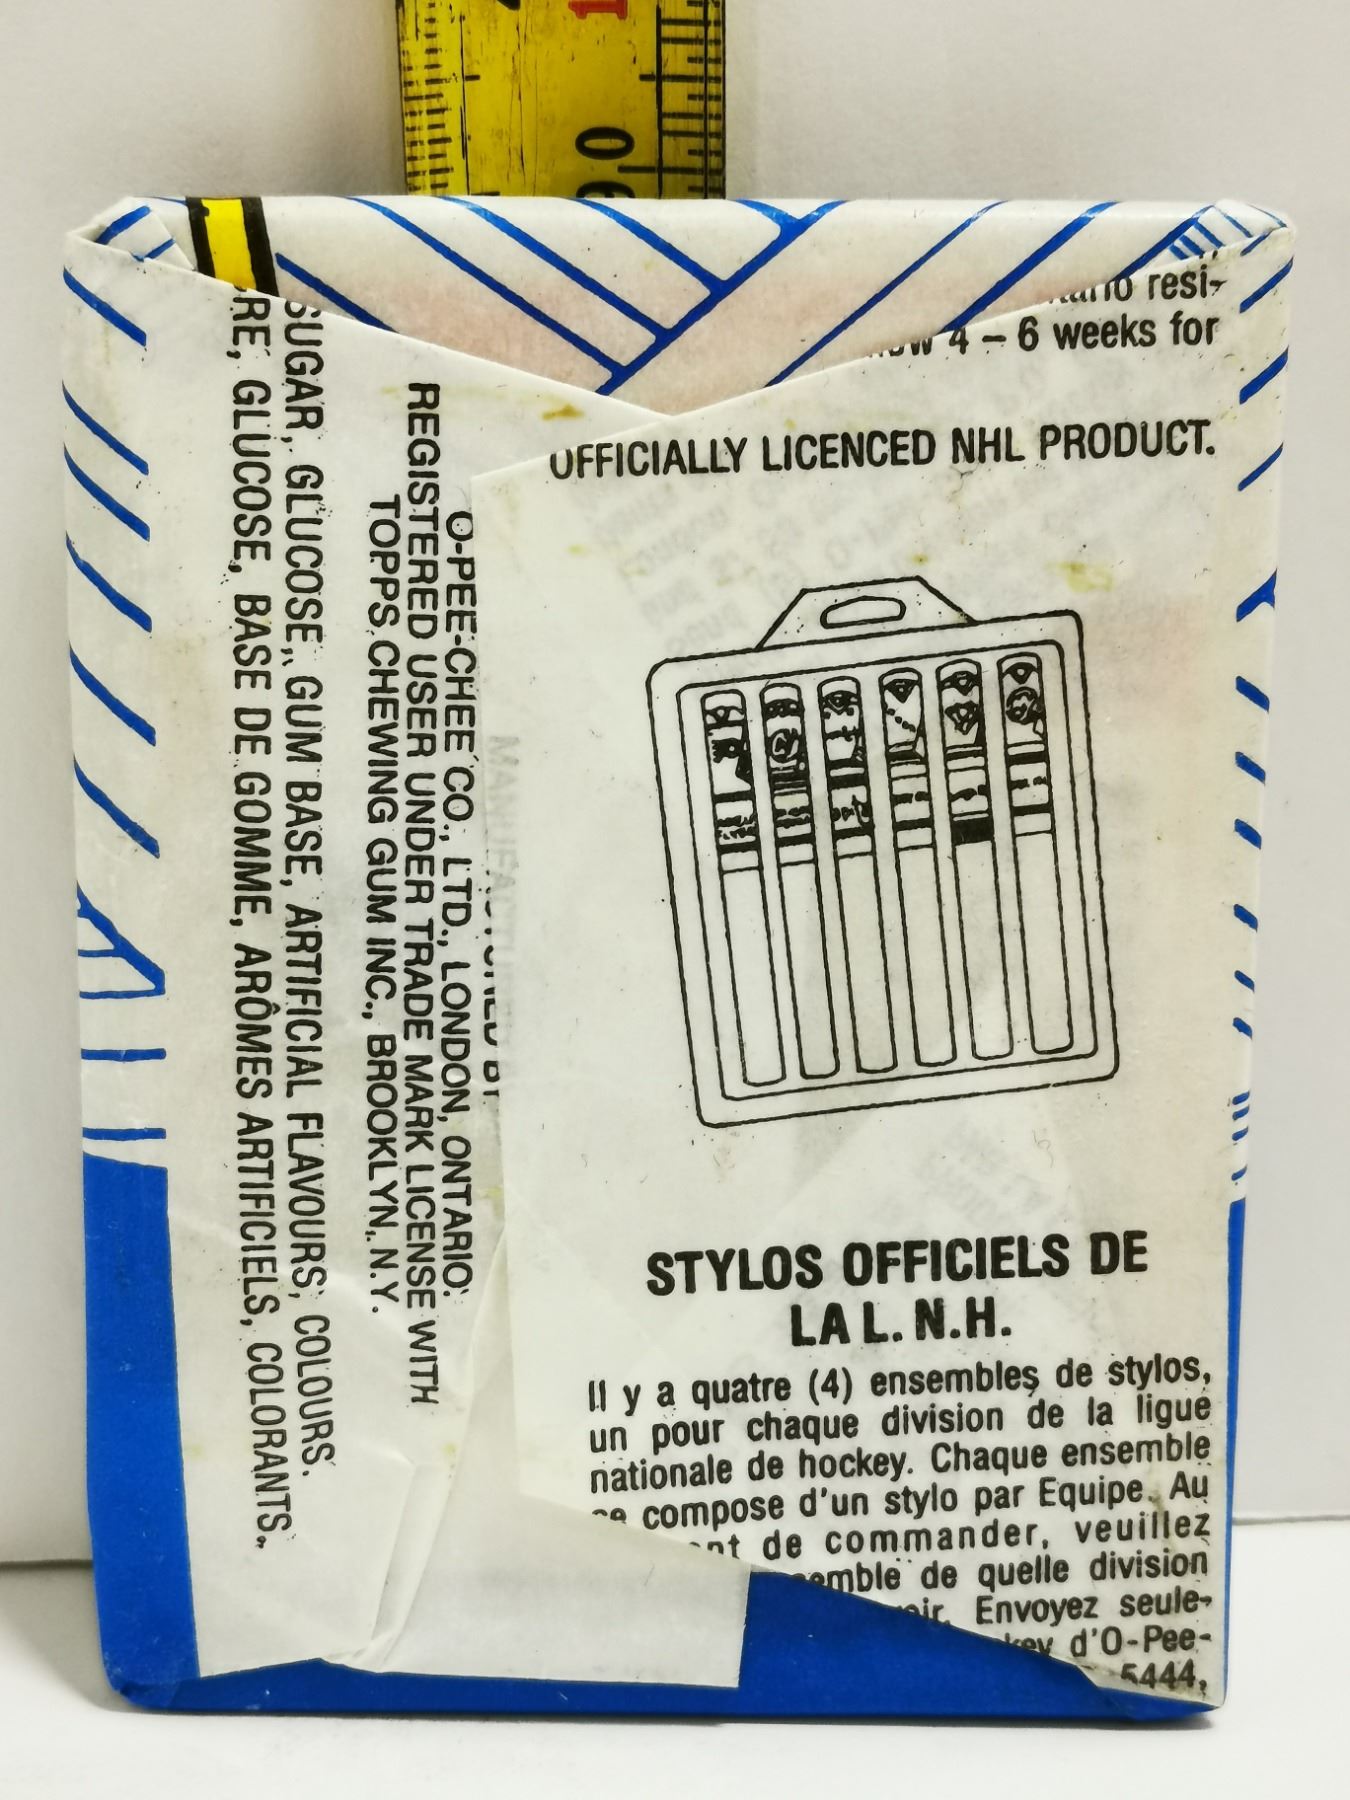 resi-
4 – 6 weeks for
OFFICIALLY LICENCED NHL PRODUCT.
STYLOS OFFICIELS DE
LA L. N.H.
Il y a quatre (4) ensembles de stylos,
un pour chaque division de la ligue
nationale de hockey. Chaque ensemble
compose d'un stylo par Equipe. Au
de commander, veuillez
de quelle division
Envoyez seule-
d'O-Pee-
5444,
O-PEE-CHEE CO., LTD., LONDON, ONTARIO.
REGISTERED USER UNDER TRADE MARK LICENSE WITH
TOPPS CHEWING GUM INC., BROOKLYN, N.Y.
SUGAR, GLUCOSE, GUM BASE, ARTIFICIAL FLAVOURS, COLOURS.
RE, GLUCOSE, BASE DE GOMME, ARÔMES ARTIFICIELS, COLORANTS.
0
1